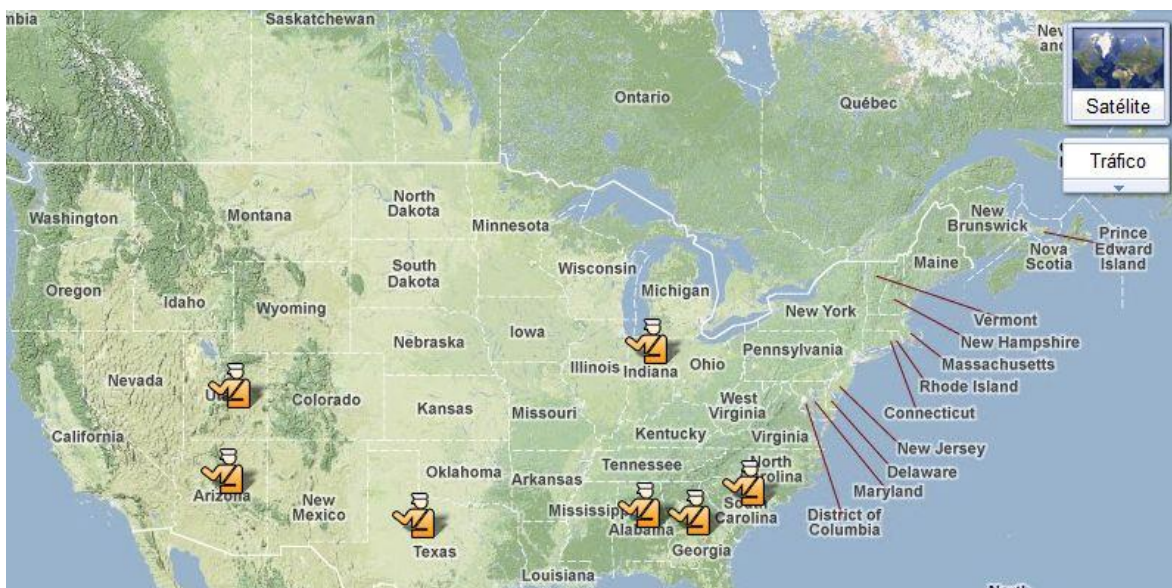 mbia
Saskatchewan
Satélite
Ontario
Québec
Tráfico
Washington
Montana
North
Dakota
Minnesota
New
Brunswick
Prince
Edward
Island
Nova
Scotia
Maine
Oregon
Idaho
Wyoming
South
Dakota
Wisconsin
Michigan
New York
Vermont
New Hampshire
Massachusetts
Rhode Island
Connecticut
Nevada
Colorado
Nebraska
Iowa
Illinois
Indiana
Ohio
Pennsylvania
California
Kansas
Missouri
West
Virginia
Kentucky
Virginia
New Jersey
Delaware
Maryland
District of
Columbia
Arizona
New
Mexico
Oklahoma
Arkansas
Tennessee
North
Texas
Alabama
Georgia
South
Carolina
Louisiana